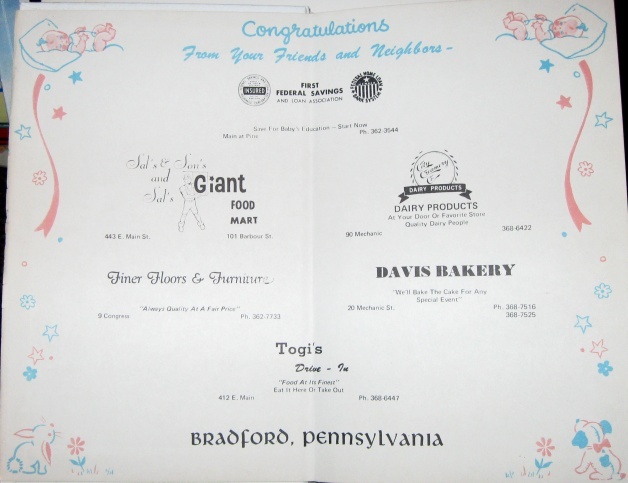 Congratulations
From Your Friends and Neighbors-
INSURED
FIRST
FEDERAL SAVINGS
AND LOAN ASSOCIATION
Save For Baby's Education - Start Now
Main at Pine
Ph. 362-3544
Sal's & Son's
and
Sal's
Giant
FOOD
MART
443 E. Main St.
101 Barbour St.
City
Creamery
DAIRY PRODUCTS
DAIRY PRODUCTS
At Your Door Or Favorite Store
Quality Dairy People
90 Mechanic
368-6422
Finer Floors & Furniture
"Always Quality At A Fair Price"
9 Congress
Ph. 362-7733
DAVIS BAKERY
"We'll Bake The Cake For Any
Special Event"
20 Mechanic St.
Ph. 368-7516
368-7525
Togi's
Drive - In
"Food At Its Finest"
Eat It Here Or Take Out
412 E. Main
Ph. 368-6447
BRADFORD, PENNSYLVANIA